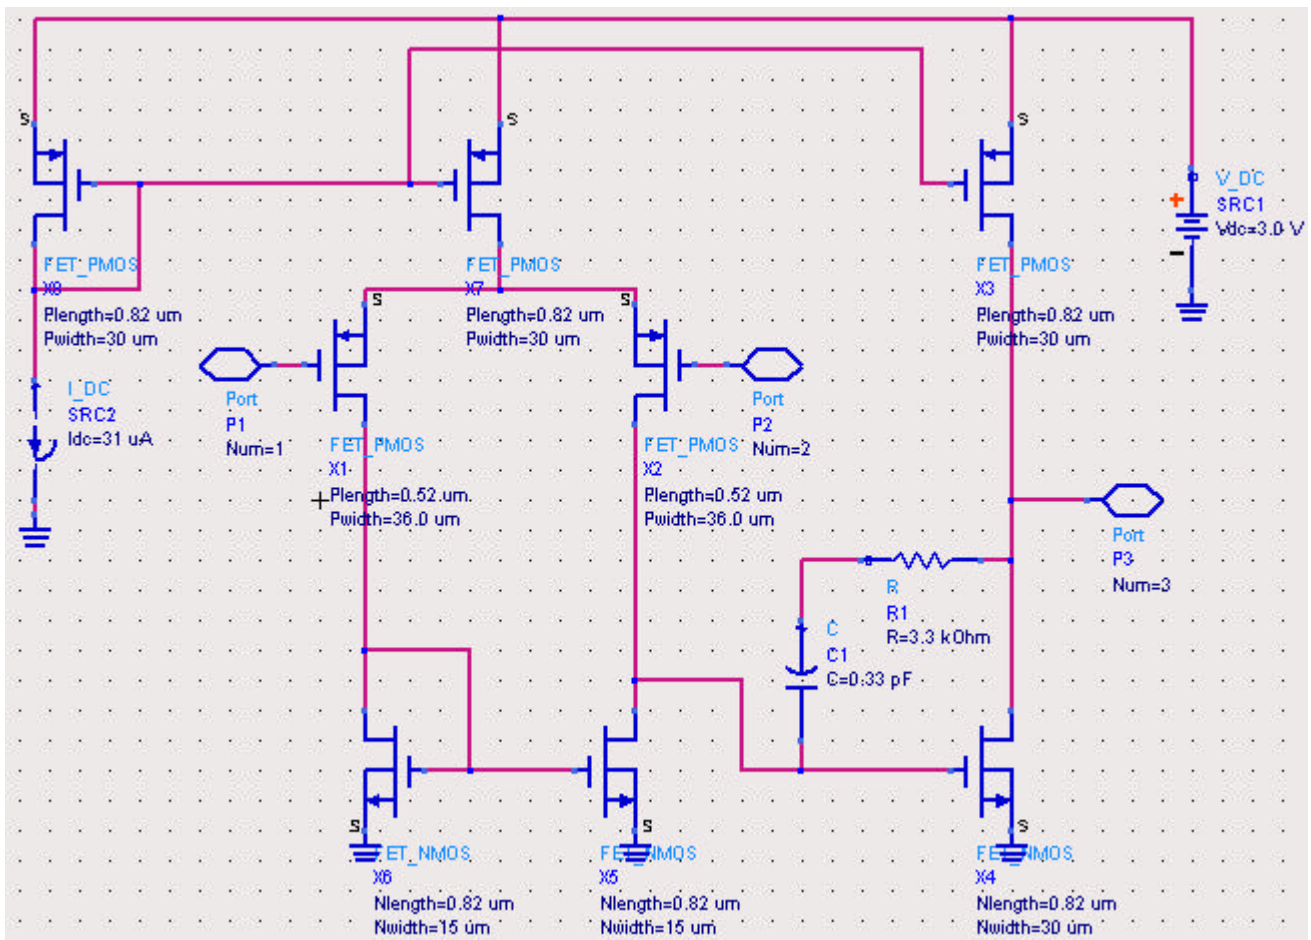 S
S
S
FET_PMOS
X8
Plength=0.82 um
Pwidth=30 um
FET_PMOS
X7
Plength=0.82 um
Pwidth=30 um
FET_PMOS
X3
Plength=0.82 um
Pwidth=30 um
+
-
V_DC
SRC1
Vdc=3.0 V
I_DC
SRC2
Idc=31 uA
Port
P1
Num=1
S
S
FET_PMOS
X1
Plength=0.52 um
Pwidth=36.0 um
FET_PMOS
X2
Plength=0.52 um
Pwidth=36.0 um
Port
P2
Num=2
Port
P3
Num=3
R
R1
R=3.3 kOhm
C
C1
C=0.33 pF
S
S
S
FET_NMOS
X6
Nlength=0.82 um
Nwidth=15 um
FET_NMOS
X5
Nlength=0.82 um
Nwidth=15 um
FET_NMOS
X4
Nlength=0.82 um
Nwidth=30 um